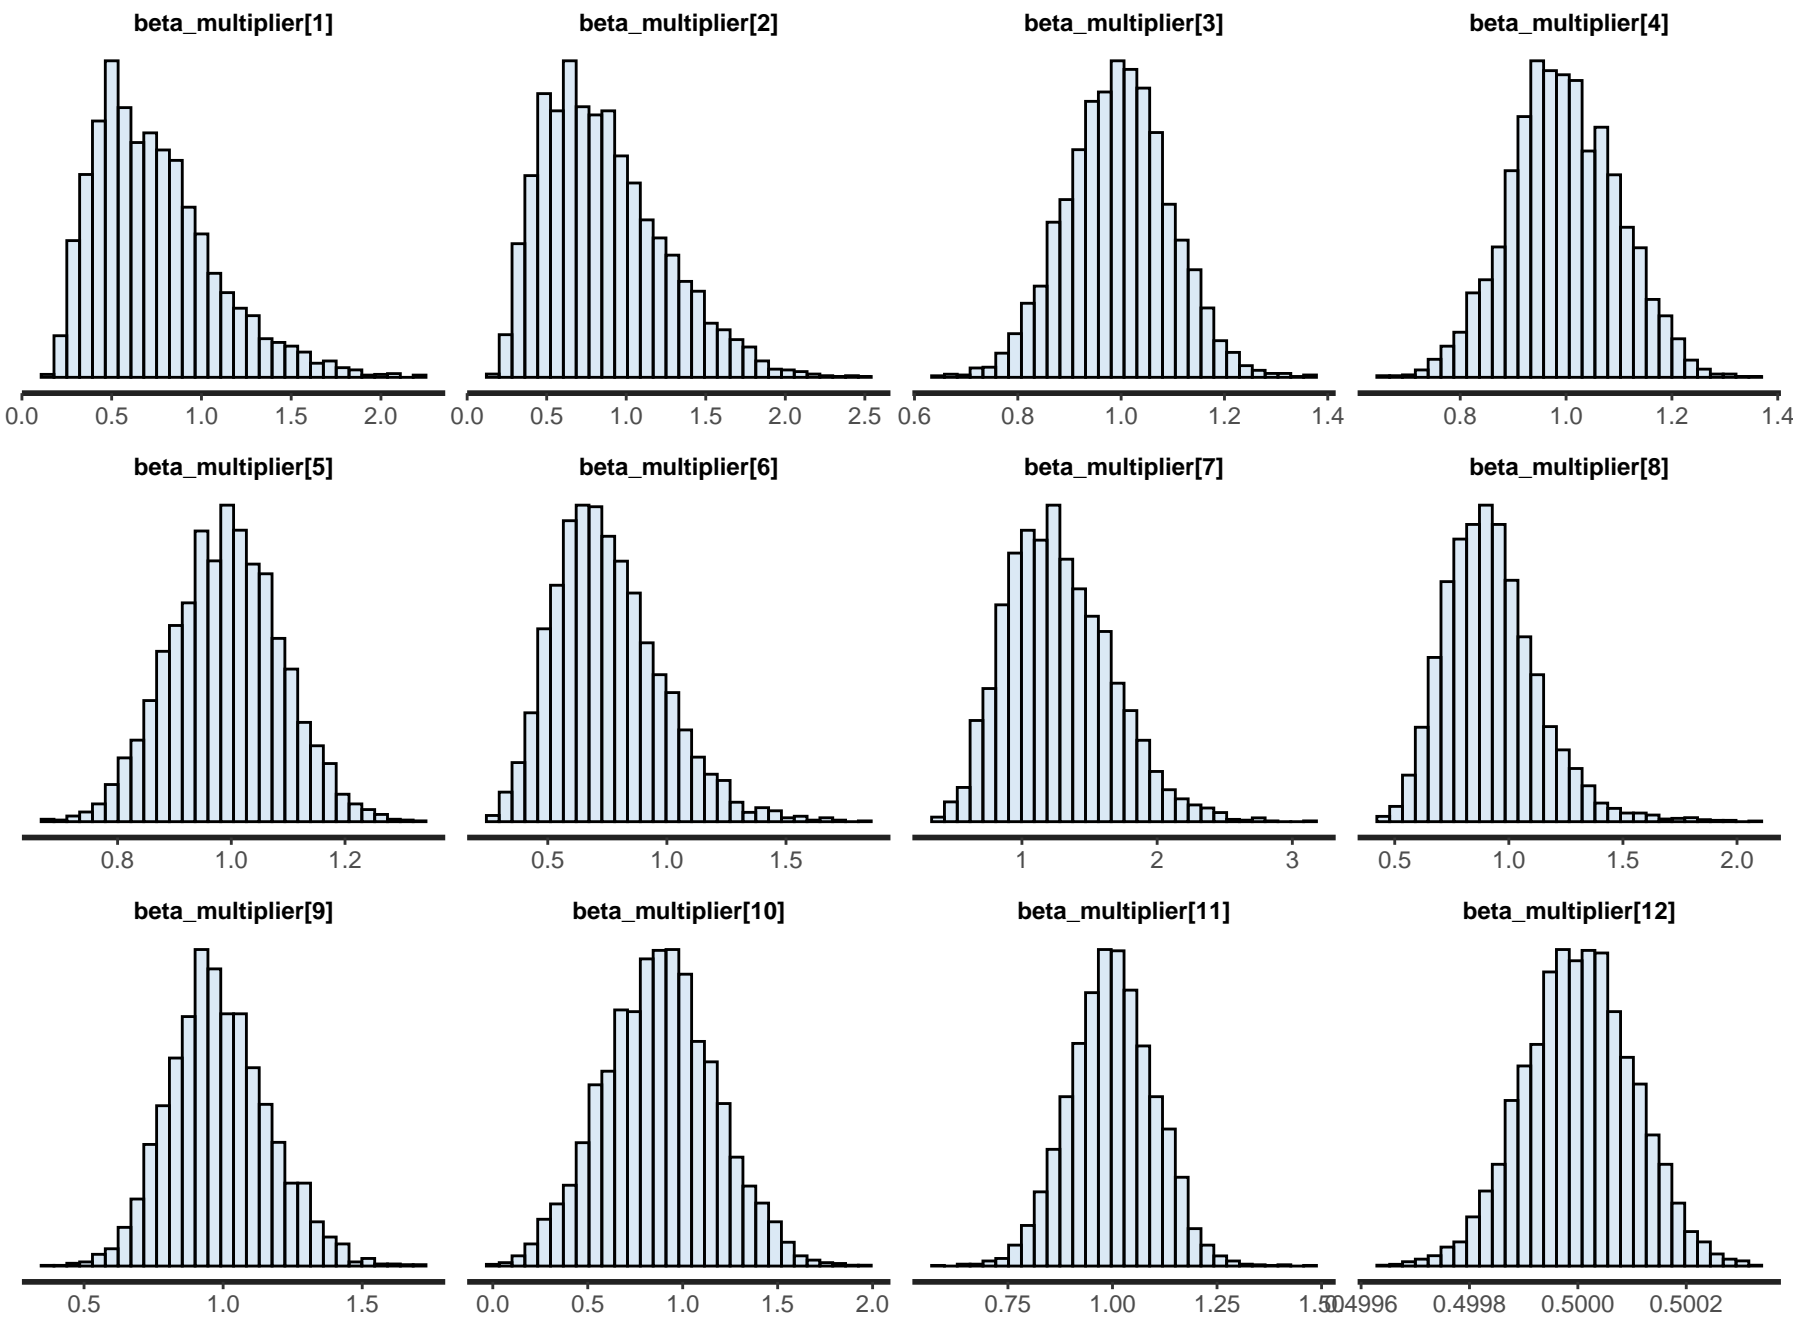 beta_multiplier[1] beta_multiplier[2] beta_multiplier[3] beta_multiplier[4]
0.0 0.5 1.0 1.5 2.0 0.0 0.5 1.0 1.5 2.0 2.5 0.6 0.8 1.0 1.2 1.4 0.8 1.0 1.2 1.4
beta_multiplier[5] beta_multiplier[6] beta_multiplier[7] beta_multiplier[8]
0.8 1.0 1.2 0.5 1.0 1.5 1 2 3 0.5 1.0 1.5 2.0
beta_multiplier[9] beta_multiplier[10] beta_multiplier[11] beta_multiplier[12]
0.5 1.0 1.5 0.0 0.5 1.0 1.5 2.0 0.75 1.00 1.25 1.50 0.4996 0.4998 0.5000 0.5002